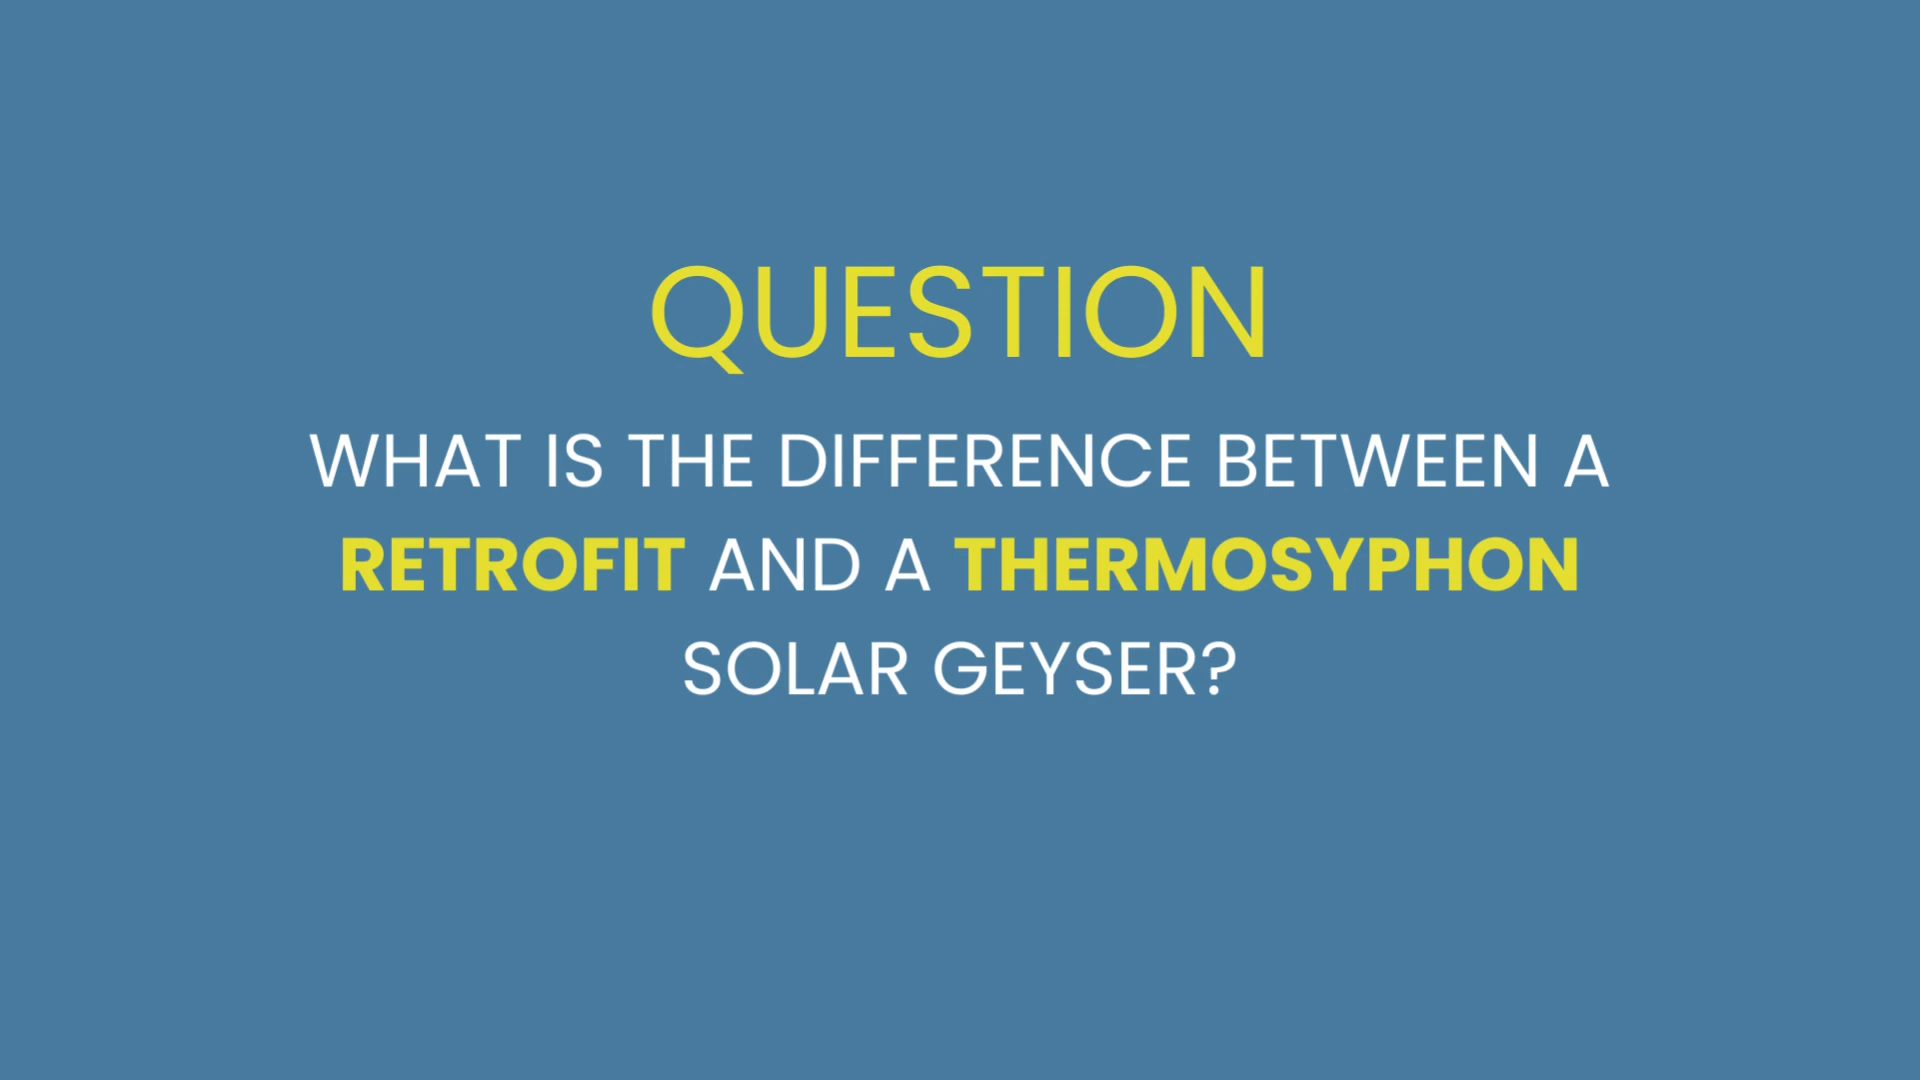 QUESTION
WHAT IS THE DIFFERENCE BETWEEN A
RETROFIT AND A THERMOSYPHON
SOLAR GEYSER?